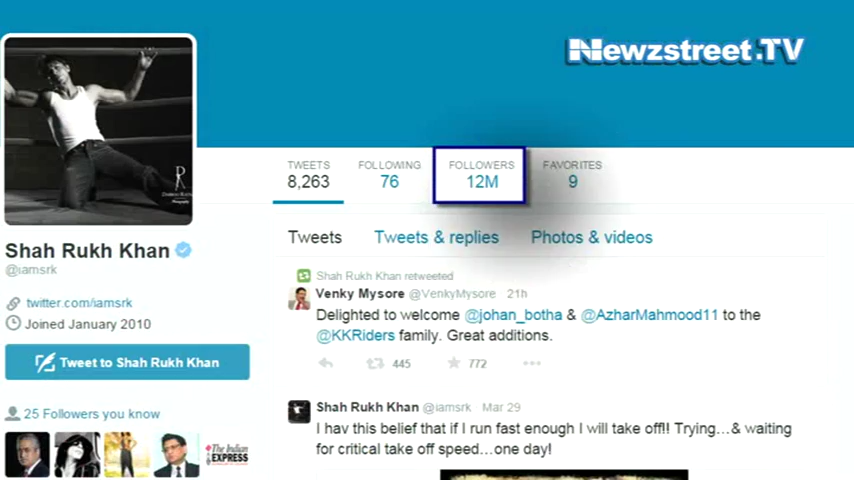 Newzstreet.TV
TWEETS FOLLOWING FOLLOWERS FAVORITES
8,263 76 12M 9
Shah Rukh Khan
@iamsrk
twitter.com/iamsrk
Joined January 2010
Tweet to Shah Rukh Khan
25 Followers you know
The Indian
EXPRESS
Tweets Tweets & replies Photos & videos
Shah Rukh Khan retweeted
Venky Mysore @VenkyMysore 21h
Delighted to welcome @johan_botha & @AzharMahmood11 to the
@KKRiders family. Great additions.
445 772
Shah Rukh Khan @iamsrk Mar 29
I hav this belief that if I run fast enough I will take off!! Trying...& waiting
for critical take off speed...one day!